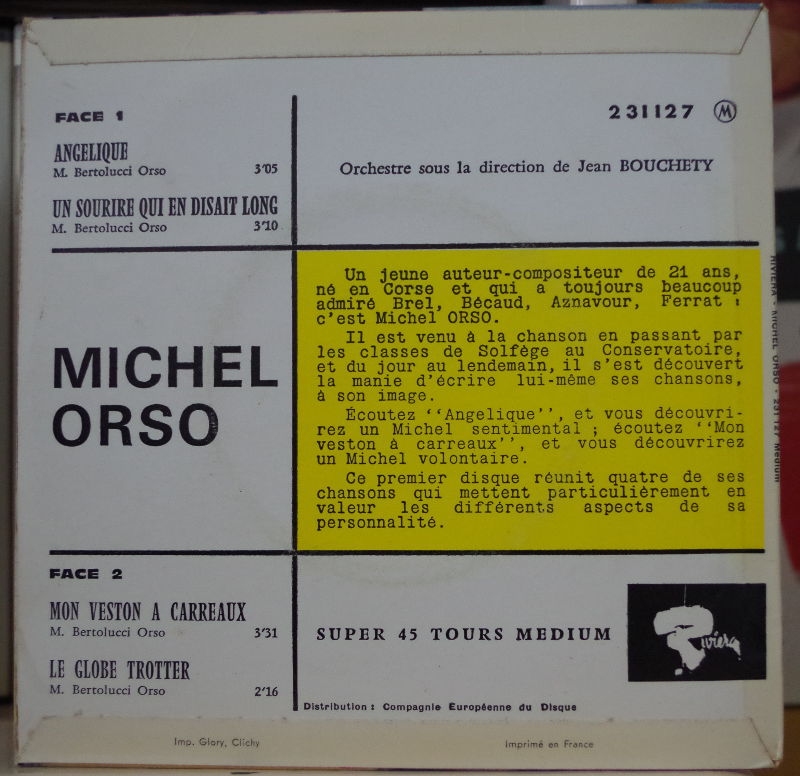 FACE 1
ANGELIQUE
M. Bertolucci Orso 3'05
UN SOURIRE QUI EN DISAIT LONG
M. Bertolucci Orso 3'10
231127 M
Orchestre sous la direction de Jean BOUCHETY
MICHEL
ORSO
Un jeune auteur-compositeur de 21 ans,
né en Corse et qui a toujours beaucoup
admiré Brel, Bécaud, Aznavour, Ferrat :
c'est Michel ORSO.
Il est venu à la chanson en passant par
les classes de Solfège au Conservatoire,
et du jour au lendemain, il s'est découvert
la manie d'écrire lui-même ses chansons,
à son image.
Écoutez ‘‘Angelique’’, et vous découvri-
rez un Michel sentimental ; écoutez ‘‘Mon
veston à carreaux’’, et vous découvrirez
un Michel volontaire.
Ce premier disque réunit quatre de ses
chansons qui mettent particulièrement en
valeur les différents aspects de sa
personnalité.
RIVIERA - MICHEL ORSO - 231 127 Medium
FACE 2
MON VESTON A CARREAUX
M. Bertolucci Orso 3'31
LE GLOBE TROTTER
M. Bertolucci Orso 2'16
SUPER 45 TOURS MEDIUM
Riviera
Distribution : Compagnie Européenne du Disque
Imp. Glory, Clichy
Imprimé en France